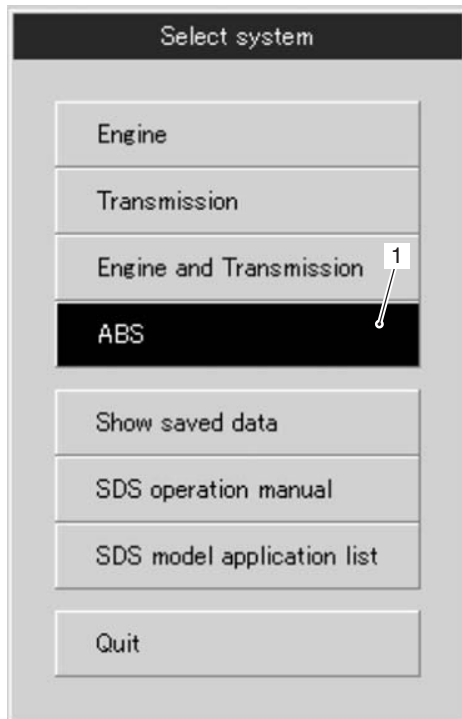 Select system
Engine
Transmission
Engine and Transmission
1
ABS
Show saved data
SDS operation manual
SDS model application list
Quit